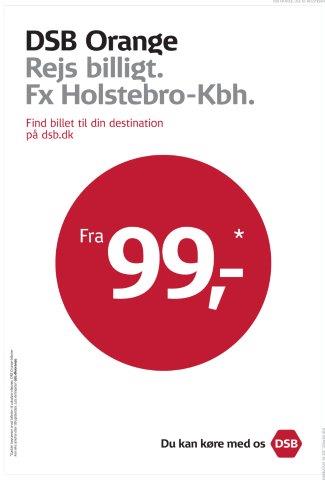 DSB Orange
Rejs billigt.
Fx Holstebro-Kbh.
Find billet til din destination
på dsb.dk
Fra
99,-*
Du kan køre med os DSB